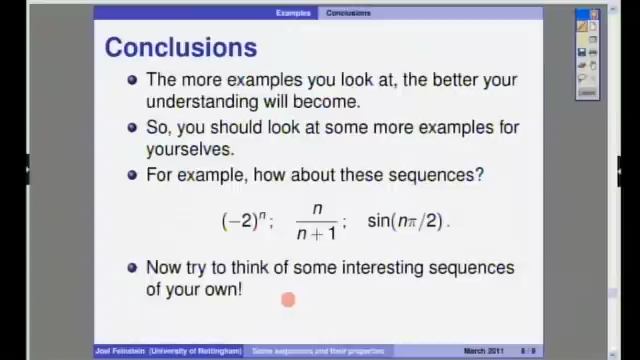 Examples Conclusions
Conclusions
The more examples you look at, the better your
understanding will become.
So, you should look at some more examples for
yourselves.
For example, how about these sequences?
(−2)ⁿ; n/(n + 1); sin(nπ/2).
Now try to think of some interesting sequences
of your own!
Joel Feinstein (University of Nottingham) Some sequences and their properties March 2011